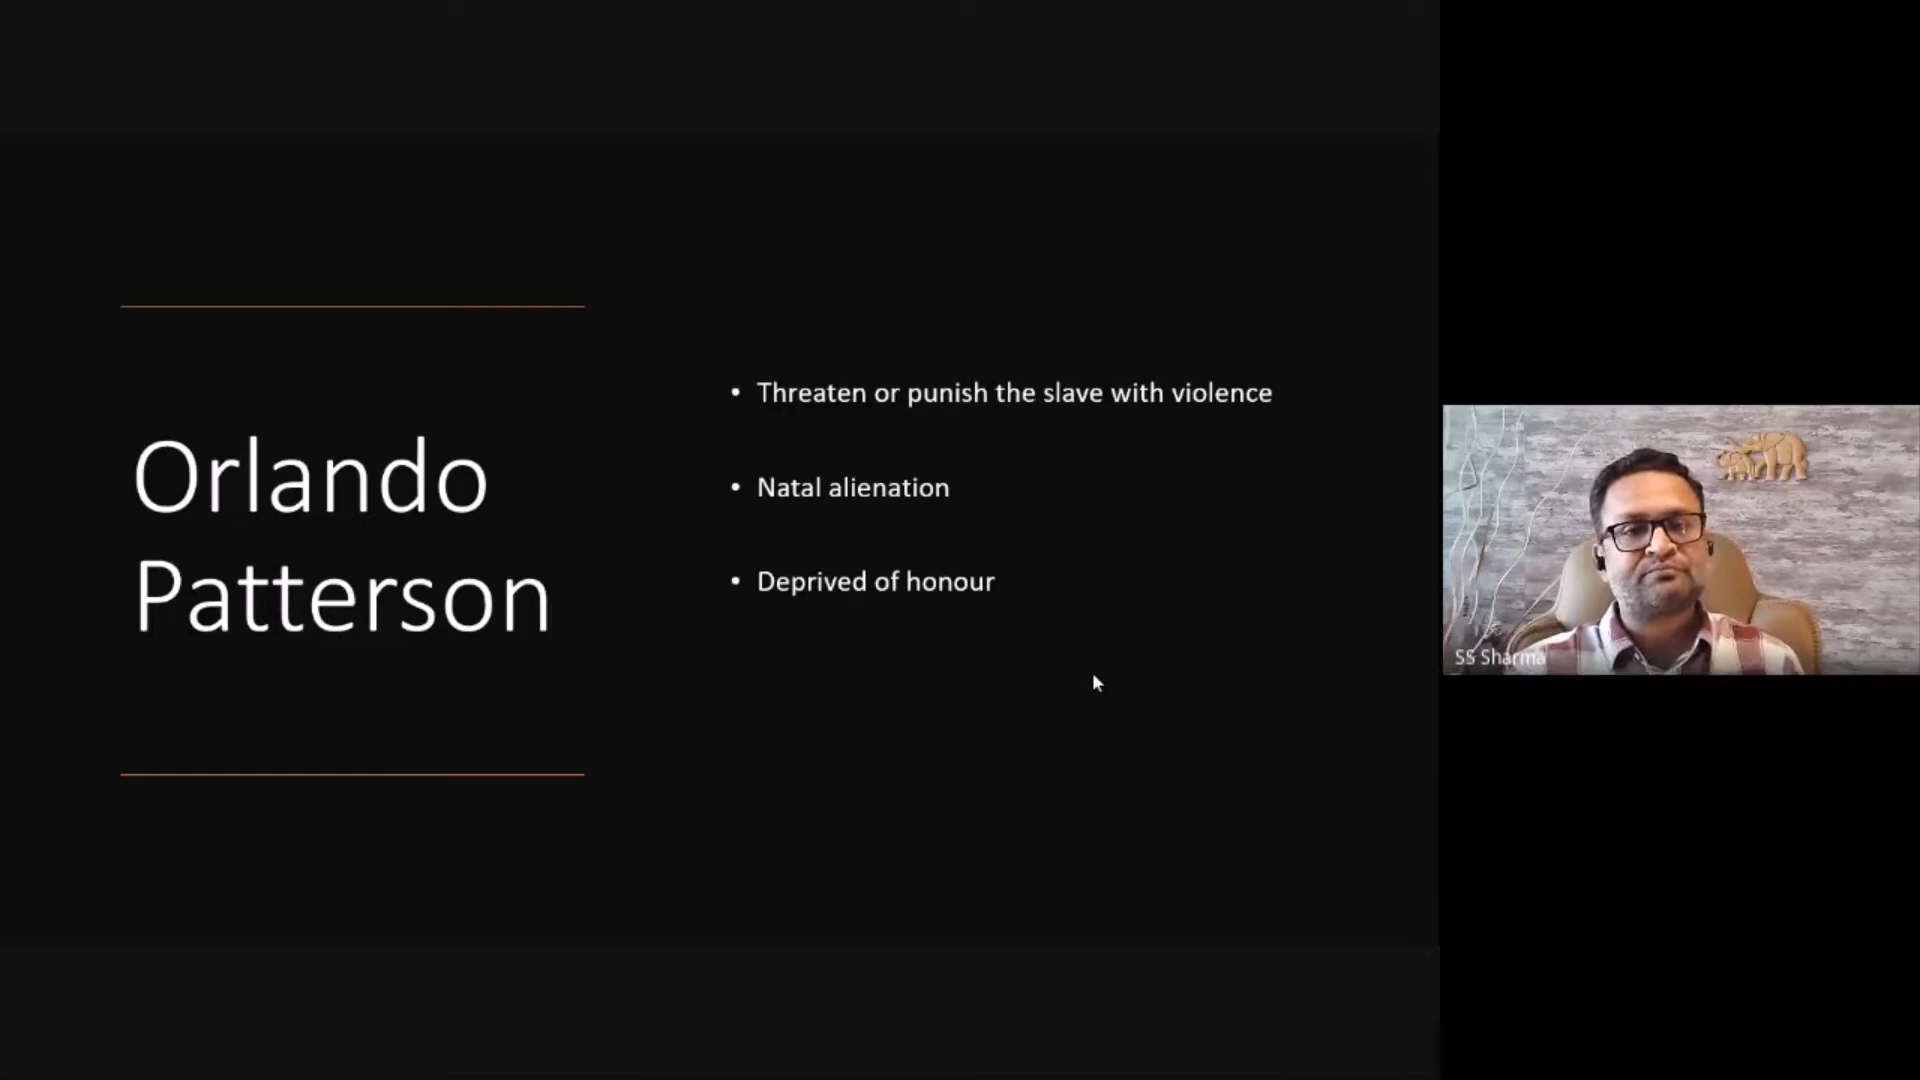 Orlando
Patterson
• Threaten or punish the slave with violence
• Natal alienation
• Deprived of honour
SS Sharma